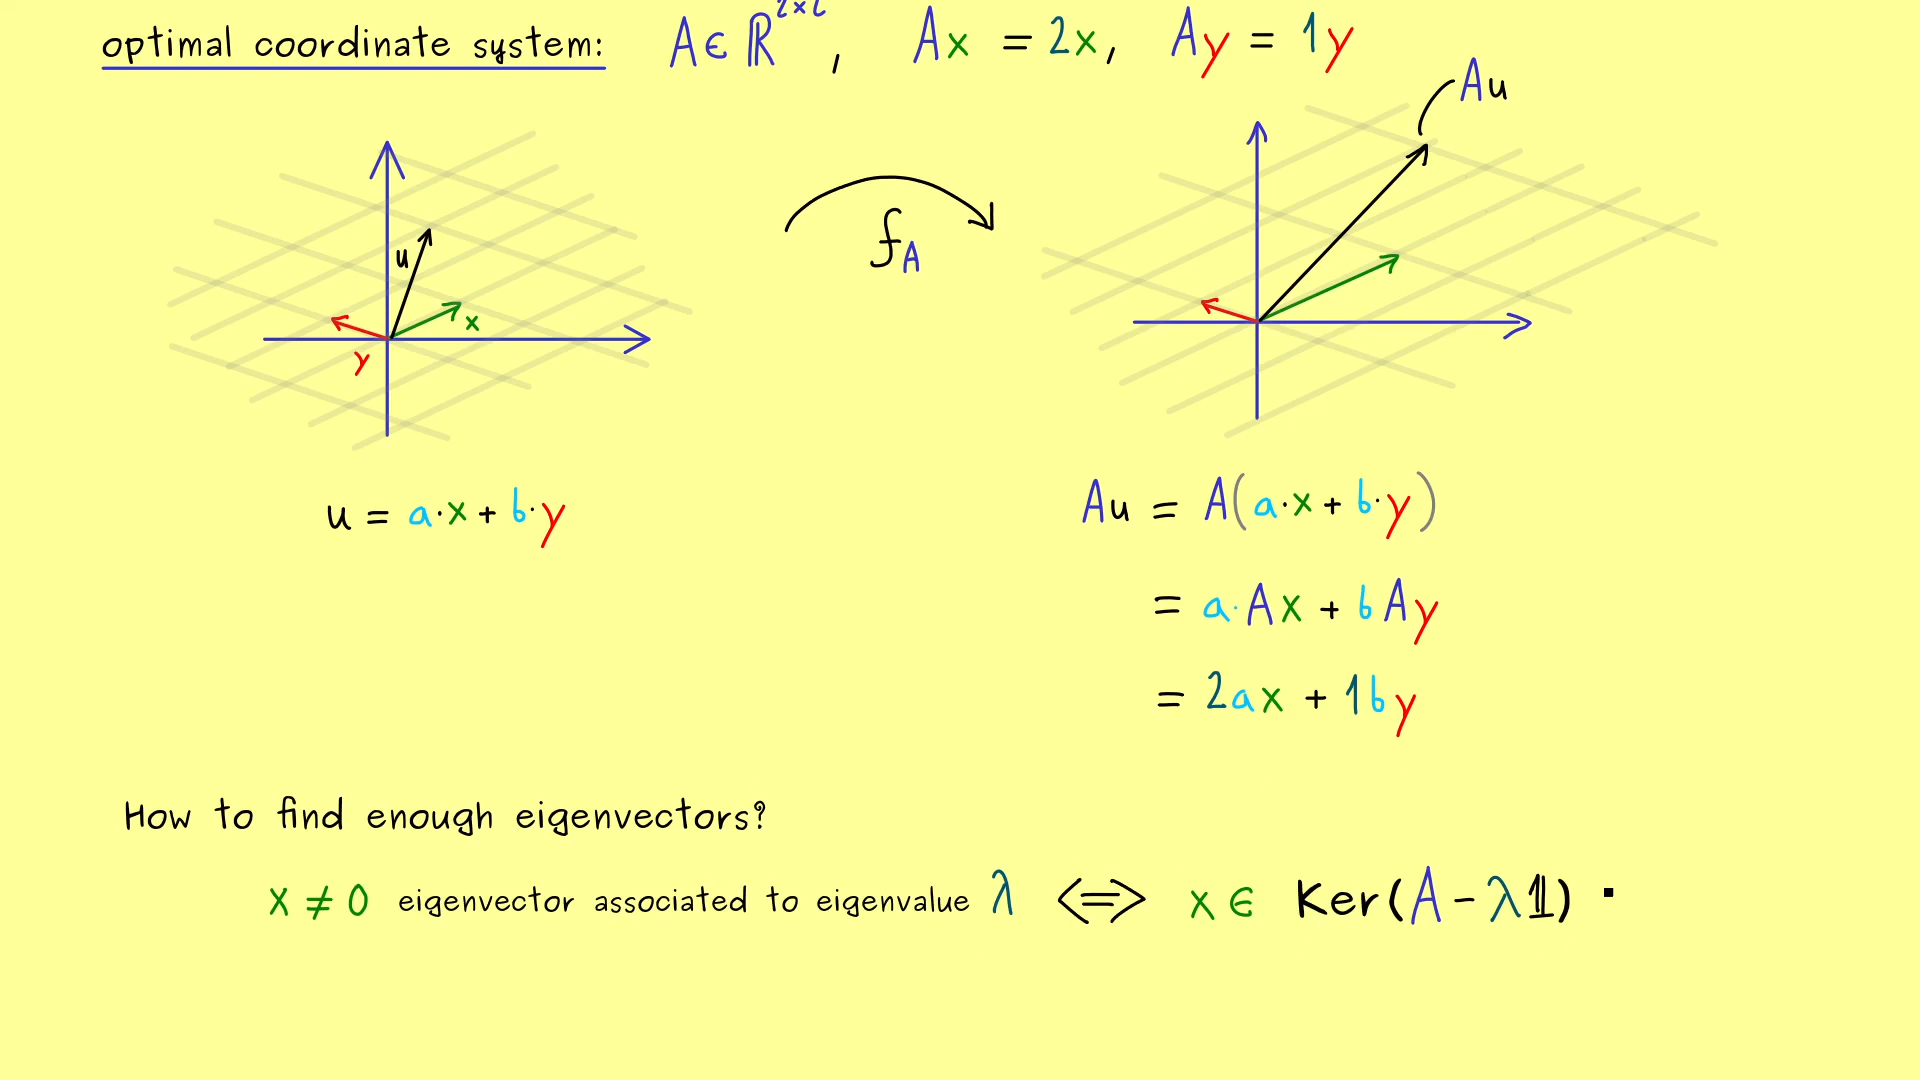 optimal coordinate system: A ∈ ℝ^{2×2}, Ax = 2x, Ay = 1y
Au
u
x
y
f_A
u = a·x + b·y
Au = A(a·x + b·y)
= a·Ax + b Ay
= 2ax + 1by
How to find enough eigenvectors?
x ≠ 0 eigenvector associated to eigenvalue λ ⟺ x ∈ Ker(A − λ𝟙)